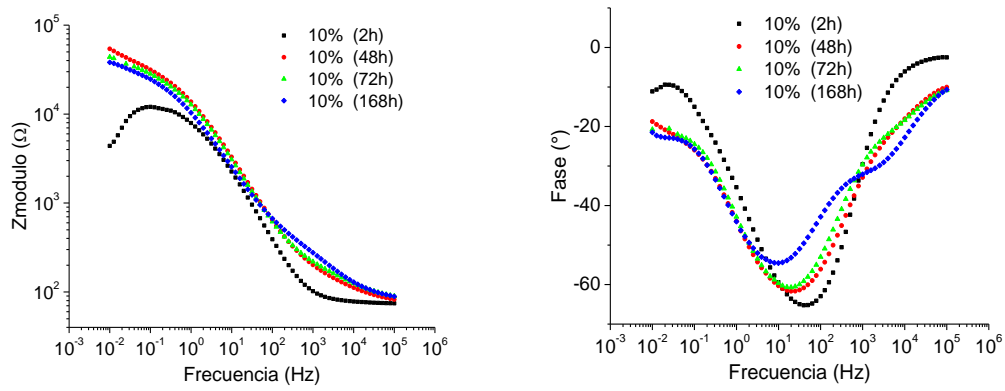 10^5
10^4
10^3
10^2
Zmodulo (Ω)
10% (2h)
10% (48h)
10% (72h)
10% (168h)
10^-3 10^-2 10^-1 10^0 10^1 10^2 10^3 10^4 10^5 10^6
Frecuencia (Hz)
0
-20
-40
-60
Fase (°)
10% (2h)
10% (48h)
10% (72h)
10% (168h)
10^-3 10^-2 10^-1 10^0 10^1 10^2 10^3 10^4 10^5 10^6
Frecuencia (Hz)